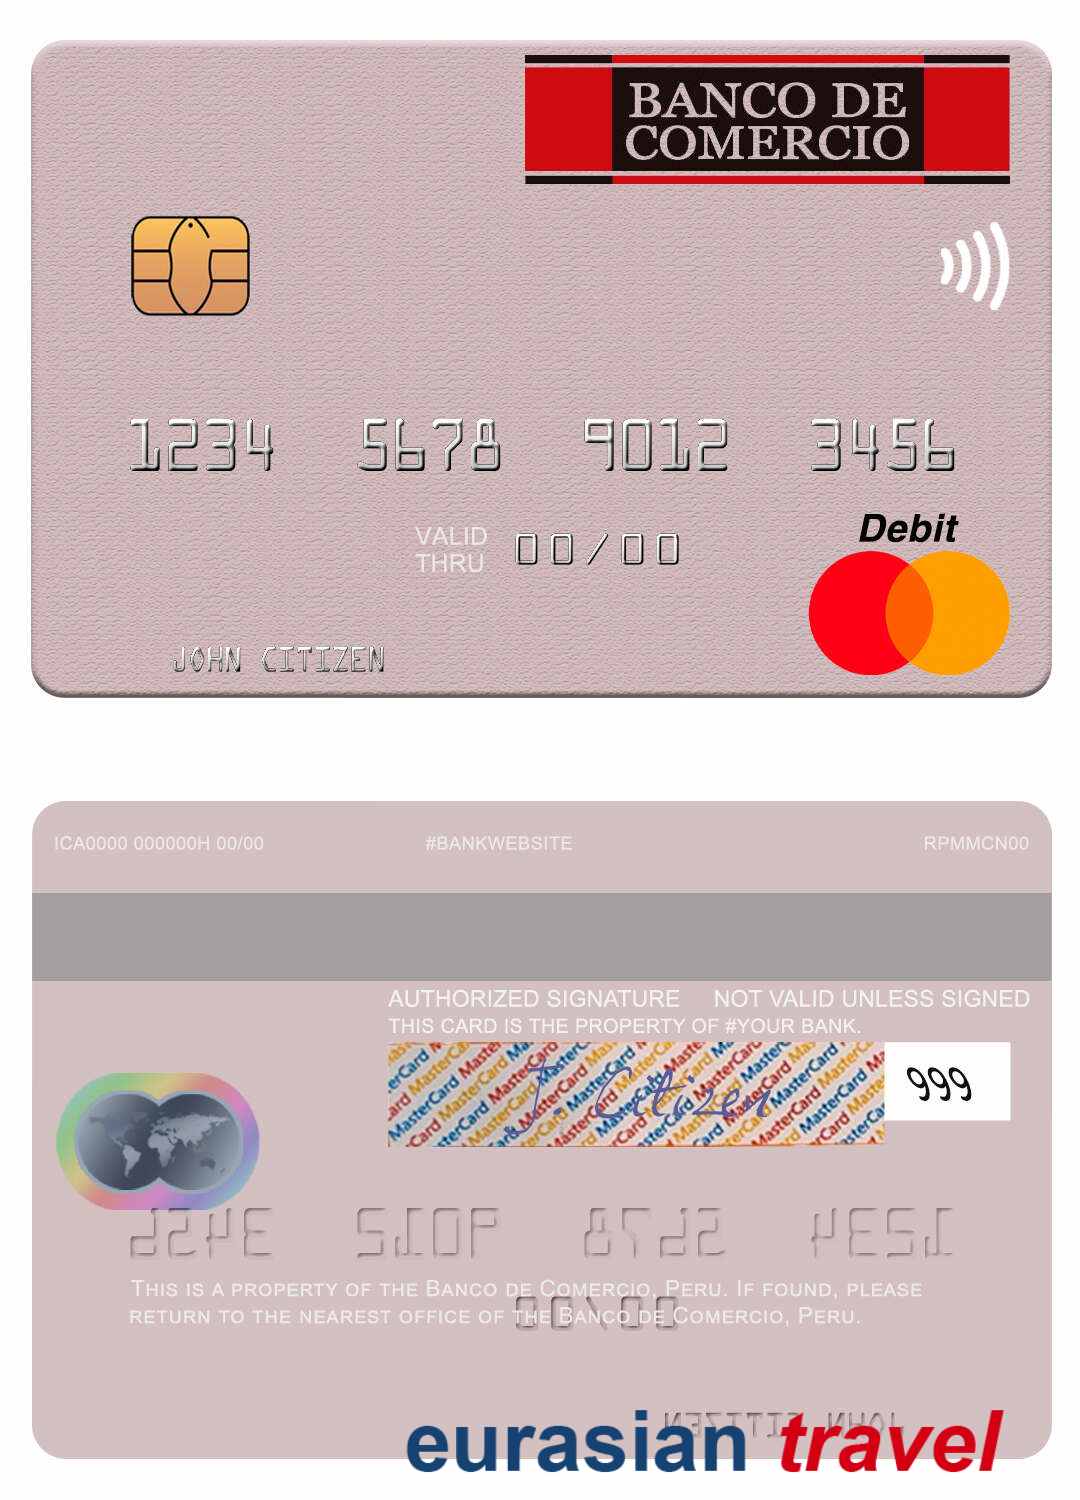 BANCO DE
COMERCIO
1234 5678 9012 3456
Debit
VALID
THRU 00/00
JOHN CITIZEN
ICA0000 000000H 00/00 #BANKWEBSITE RPMMCN00
AUTHORIZED SIGNATURE NOT VALID UNLESS SIGNED
THIS CARD IS THE PROPERTY OF #YOUR BANK.
MasterCard MasterCard MasterCard
J. Citizen
999
THIS IS A PROPERTY OF THE BANCO DE COMERCIO, PERU. IF FOUND, PLEASE
RETURN TO THE NEAREST OFFICE OF THE BANCO DE COMERCIO, PERU.
eurasian travel